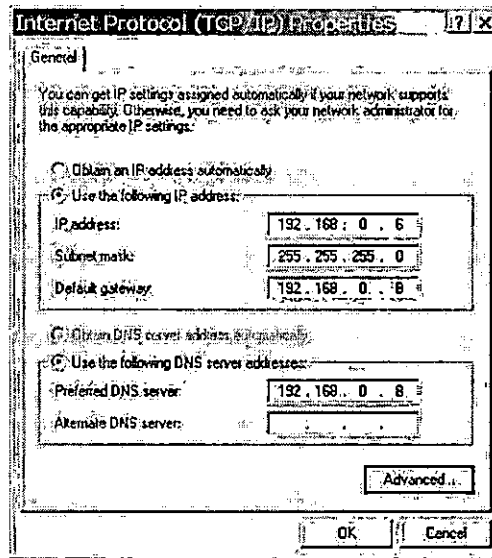 Internet Protocol (TCP/IP) Properties ? X
General
You can get IP settings assigned automatically if your network supports
this capability. Otherwise, you need to ask your network administrator for
the appropriate IP settings.
Obtain an IP address automatically
Use the following IP address:
IP address: 192 . 168 . 0 . 6
Subnet mask: 255 . 255 . 255 . 0
Default gateway: 192 . 168 . 0 . 8
Obtain DNS server address automatically
Use the following DNS server addresses:
Preferred DNS server: 192 . 168 . 0 . 8
Alternate DNS server: . . .
Advanced...
OK Cancel